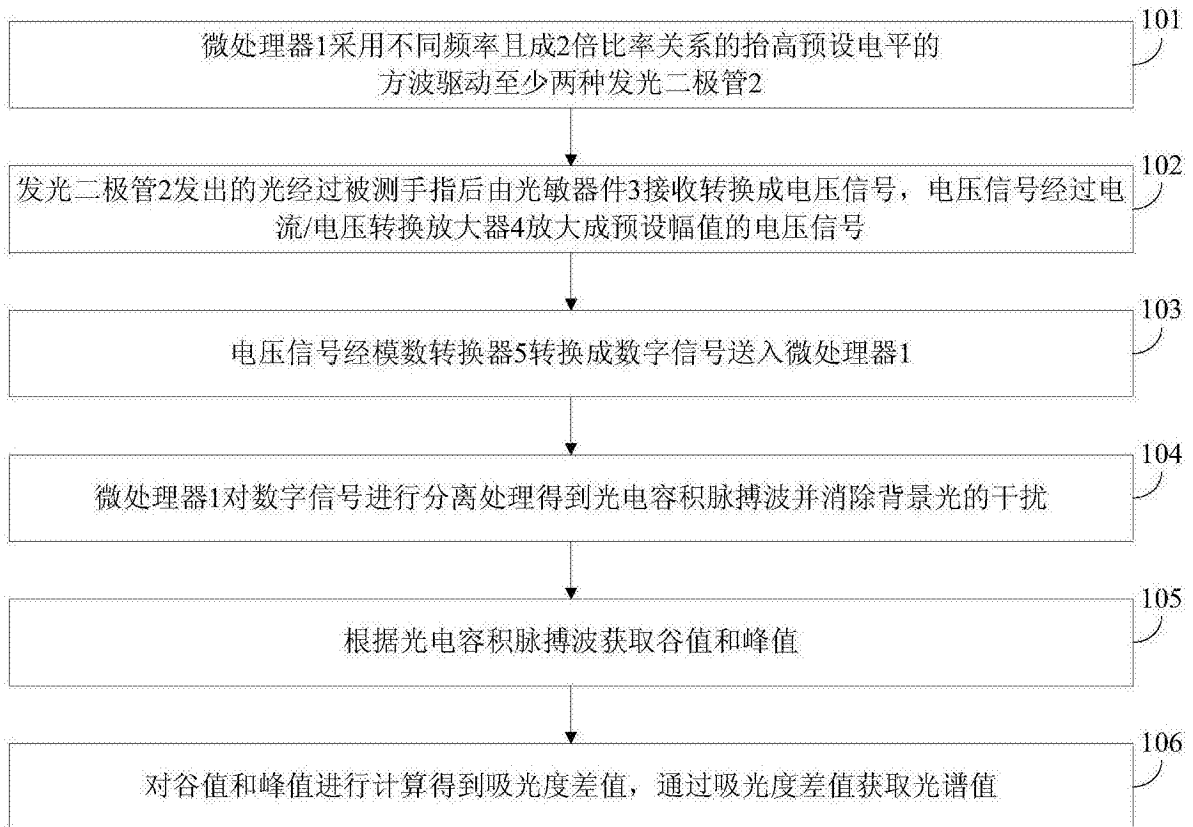 101
微处理器1采用不同频率且成2倍比率关系的抬高预设电平的
方波驱动至少两种发光二极管2
102
发光二极管2发出的光经过被测手指后由光敏器件3接收转换成电压信号，电压信号经过电
流/电压转换放大器4放大成预设幅值的电压信号
103
电压信号经模数转换器5转换成数字信号送入微处理器1
104
微处理器1对数字信号进行分离处理得到光电容积脉搏波并消除背景光的干扰
105
根据光电容积脉搏波获取谷值和峰值
106
对谷值和峰值进行计算得到吸光度差值，通过吸光度差值获取光谱值